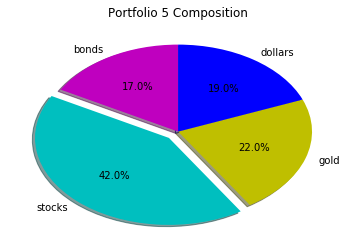 Portfolio 5 Composition
bonds
dollars
17.0%
19.0%
22.0%
gold
42.0%
stocks